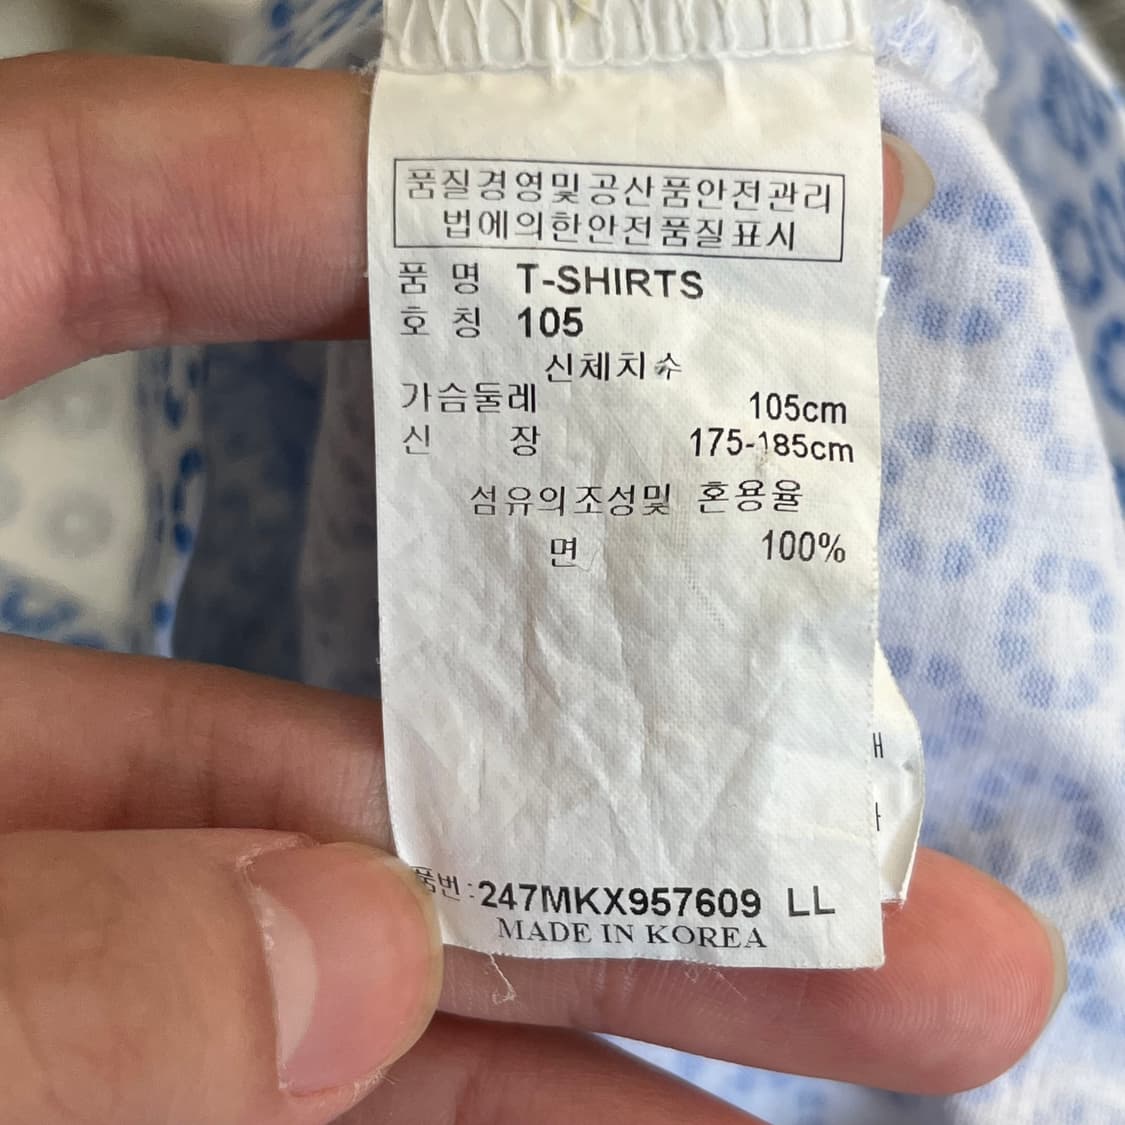 품질경영및공산품안전관리
법에의한안전품질표시
품 명 T-SHIRTS
호 칭 105
신체치수
가슴둘레 105cm
신 장 175-185cm
섬유의조성및 혼용율
면 100%
품번:247MKX957609 LL
MADE IN KOREA